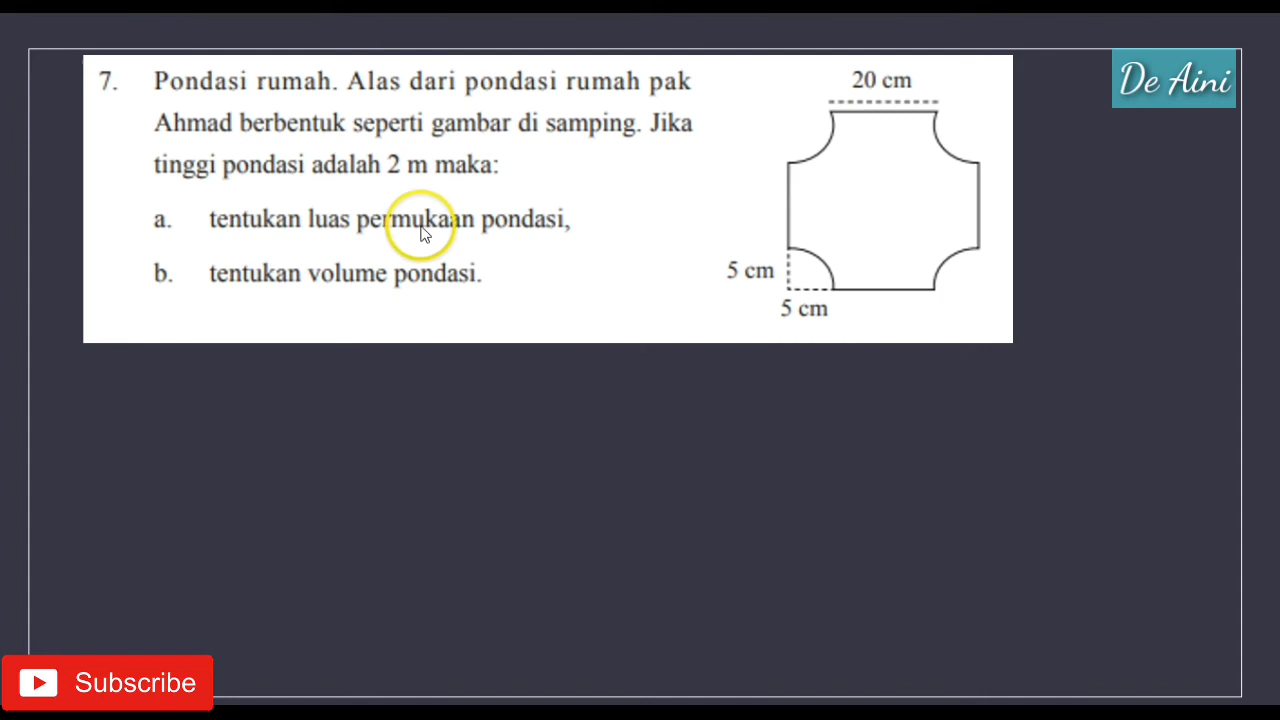 7. Pondasi rumah. Alas dari pondasi rumah pak
Ahmad berbentuk seperti gambar di samping. Jika
tinggi pondasi adalah 2 m maka:
a. tentukan luas permukaan pondasi,
b. tentukan volume pondasi.
20 cm
5 cm
5 cm
De Aini
Subscribe